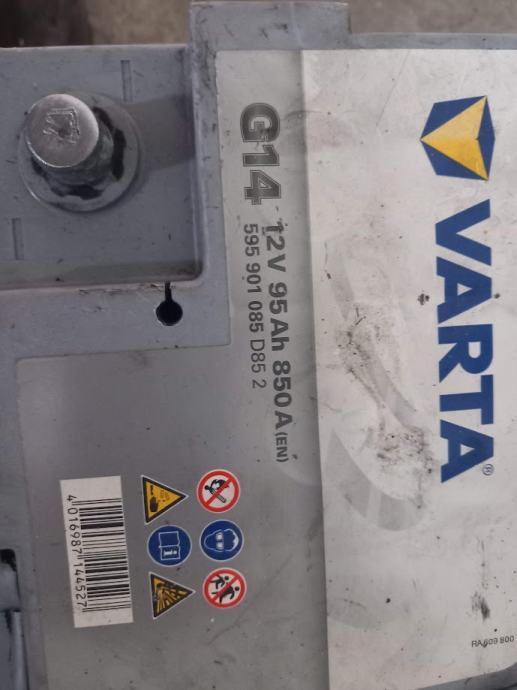 VARTA®
G14
12V 95Ah 850A (EN)
595 901 085 D85 2
4 016987 144527
RA 609 800